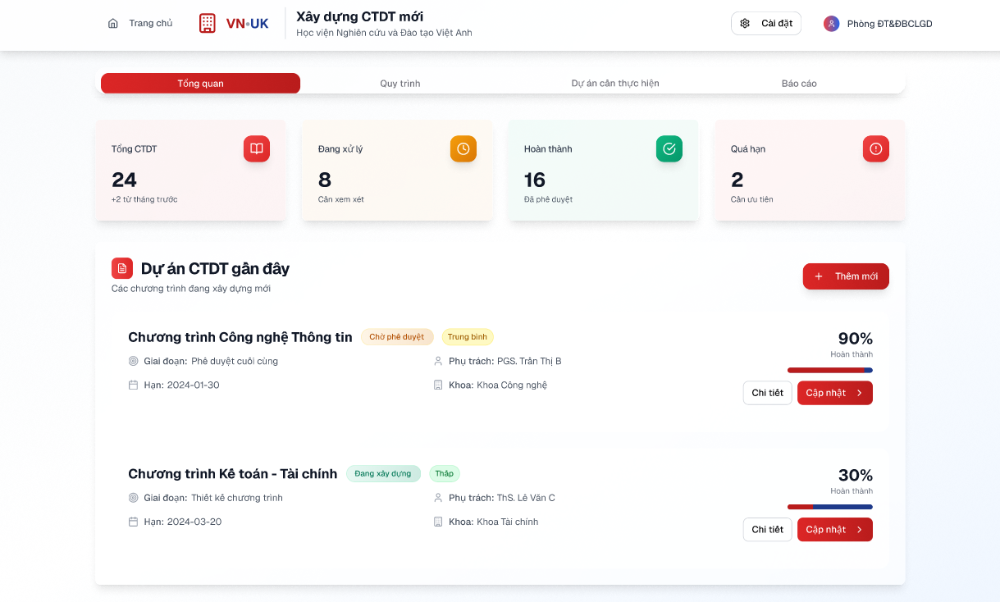 Trang chủ
VN•UK
Xây dựng CTDT mới
Học viện Nghiên cứu và Đào tạo Việt Anh
Cài đặt
Phòng ĐT&ĐBCLGD
Tổng quan
Quy trình
Dự án cần thực hiện
Báo cáo
Tổng CTDT
24
+2 từ tháng trước
Đang xử lý
8
Cần xem xét
Hoàn thành
16
Đã phê duyệt
Quá hạn
2
Cần ưu tiên
Dự án CTDT gần đây
Các chương trình đang xây dựng mới
Thêm mới
Chương trình Công nghệ Thông tin
Chờ phê duyệt
Trung bình
90%
Hoàn thành
Giai đoạn: Phê duyệt cuối cùng
Phụ trách: PGS. Trần Thị B
Hạn: 2024-01-30
Khoa: Khoa Công nghệ
Chi tiết
Cập nhật
Chương trình Kế toán - Tài chính
Đang xây dựng
Thấp
30%
Hoàn thành
Giai đoạn: Thiết kế chương trình
Phụ trách: ThS. Lê Văn C
Hạn: 2024-03-20
Khoa: Khoa Tài chính
Chi tiết
Cập nhật